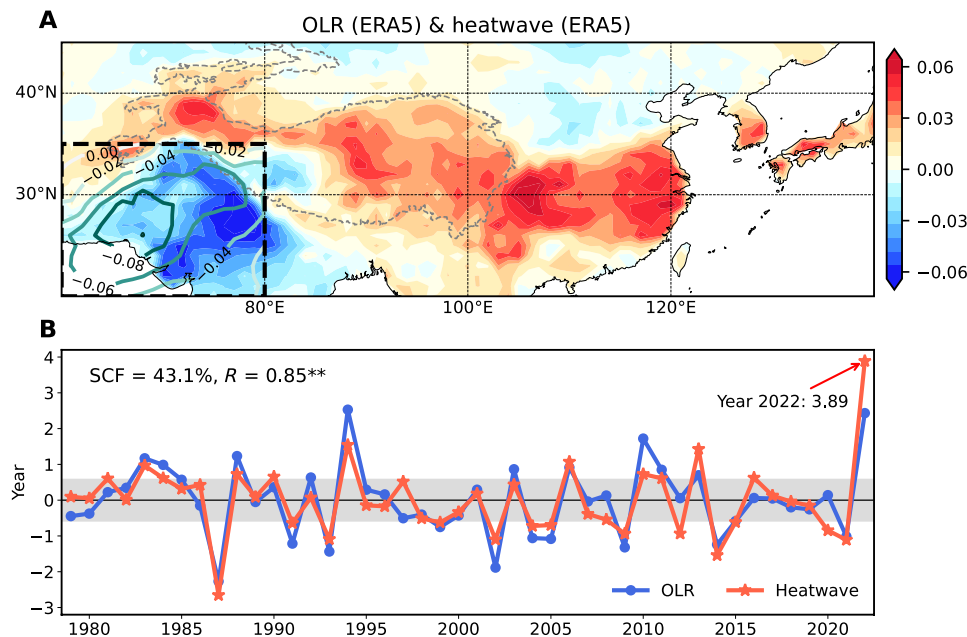 A
OLR (ERA5) & heatwave (ERA5)
40°N
30°N
0.00
−0.02
−0.04
−0.02
−0.04
−0.08
−0.06
80°E
100°E
120°E
0.06
0.03
0.00
−0.03
−0.06
B
SCF = 43.1%, R = 0.85**
Year 2022: 3.89
Year
4
3
2
1
0
−1
−2
−3
OLR
Heatwave
1980
1985
1990
1995
2000
2005
2010
2015
2020